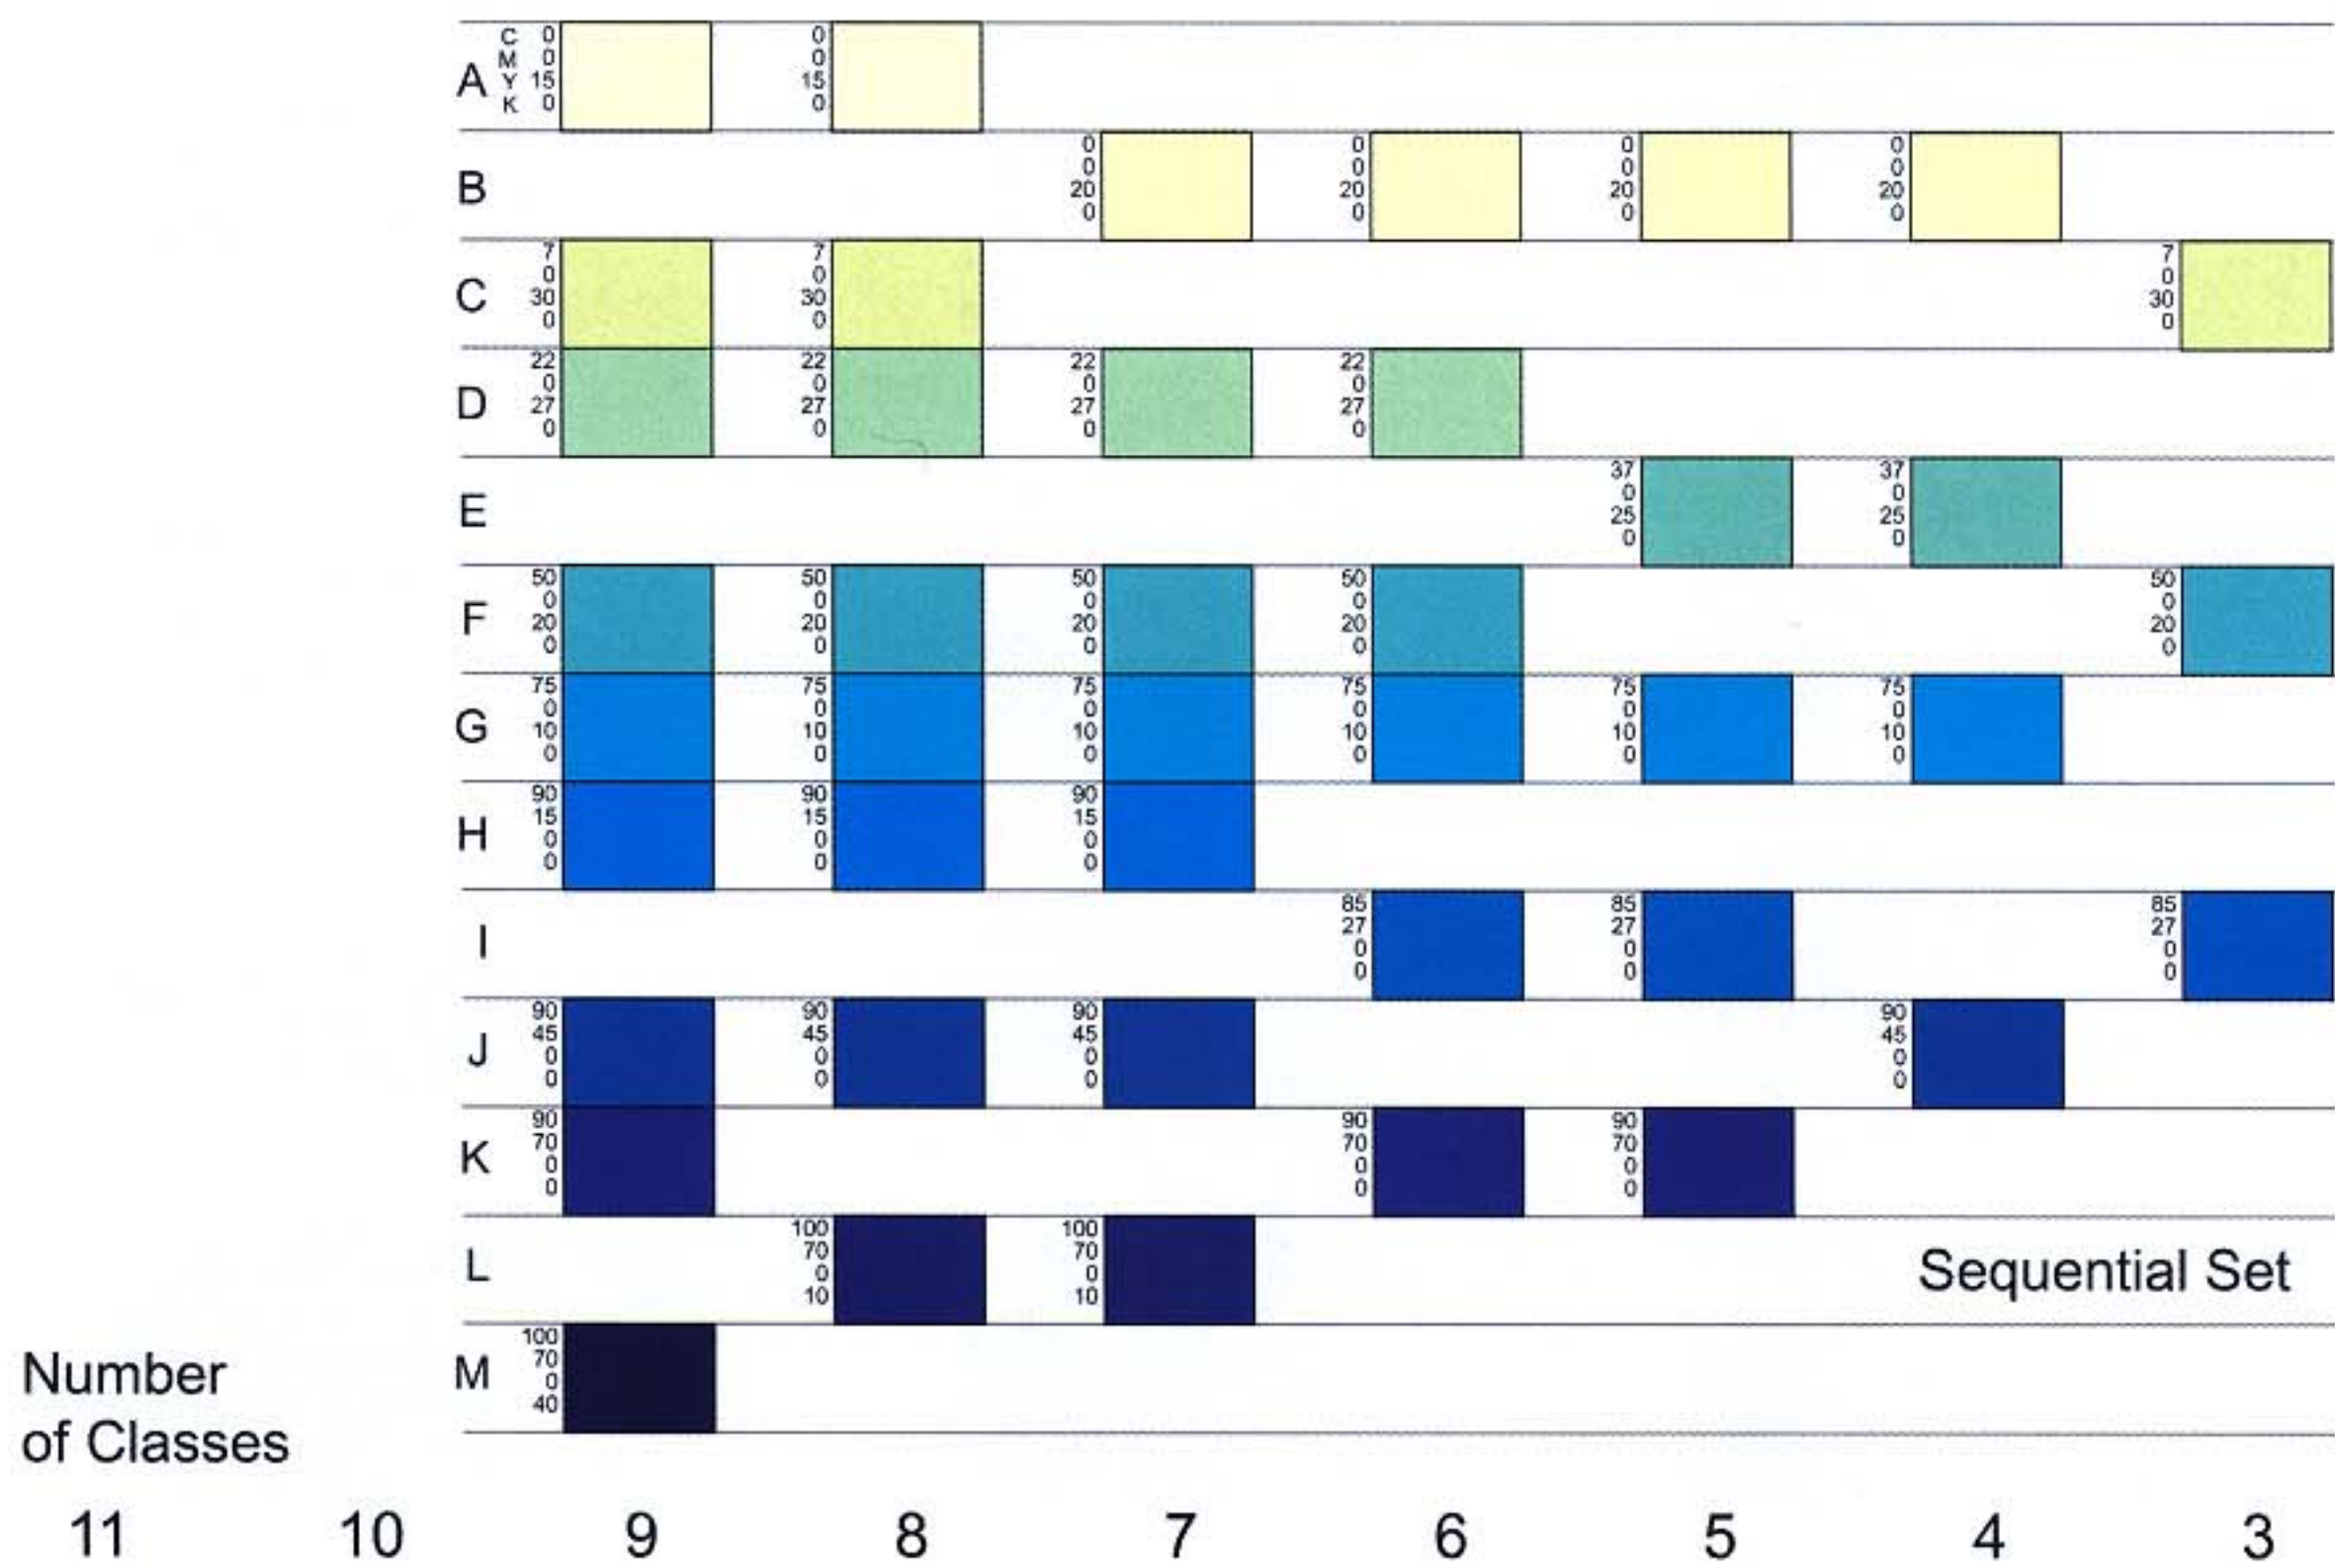 C 0 0
M 0 0
A Y 15 15
K 0 0
0 0 0 0
0 0 0 0
B 20 20 20 20
0 0 0 0
7 7 7
0 0 0
C 30 30 30
0 0 0
22 22 22 22
0 0 0 0
D 27 27 27 27
0 0 0 0
37 37
0 0
E 25 25
0 0
50 50 50 50 50
0 0 0 0 0
F 20 20 20 20 20
0 0 0 0 0
75 75 75 75 75 75
0 0 0 0 0 0
G 10 10 10 10 10 10
0 0 0 0 0 0
90 90 90
15 15 15
H 0 0 0
0 0 0
85 85 85
27 27 27
I 0 0 0
0 0 0
90 90 90 90
45 45 45 45
J 0 0 0 0
0 0 0 0
90 90 90
70 70 70
K 0 0 0
0 0 0
100 100
70 70
L 0 0 Sequential Set
10 10
100
70
M 0
40
Number
of Classes
11 10 9 8 7 6 5 4 3